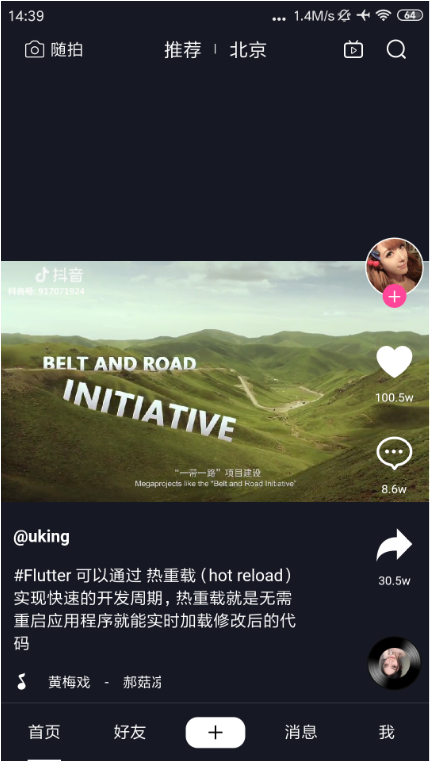 14:39
1.4M/s
64
随拍
推荐
北京
抖音
抖音号: 917021924
BELT AND ROAD
INITIATIVE
100.5w
“一带一路”项目建设
Megaprojects like the “Belt and Road Initiative”
8.6w
@uking
#Flutter 可以通过 热重载（hot reload）
实现快速的开发周期，热重载就是无需
重启应用程序就能实时加载修改后的代
码
30.5w
黄梅戏 - 郝菇凉
首页
好友
消息
我